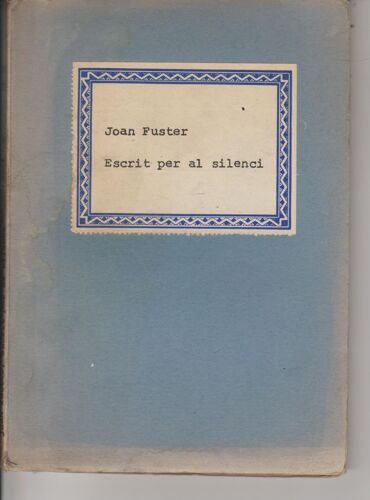 Joan Fuster
Escrit per al silenci